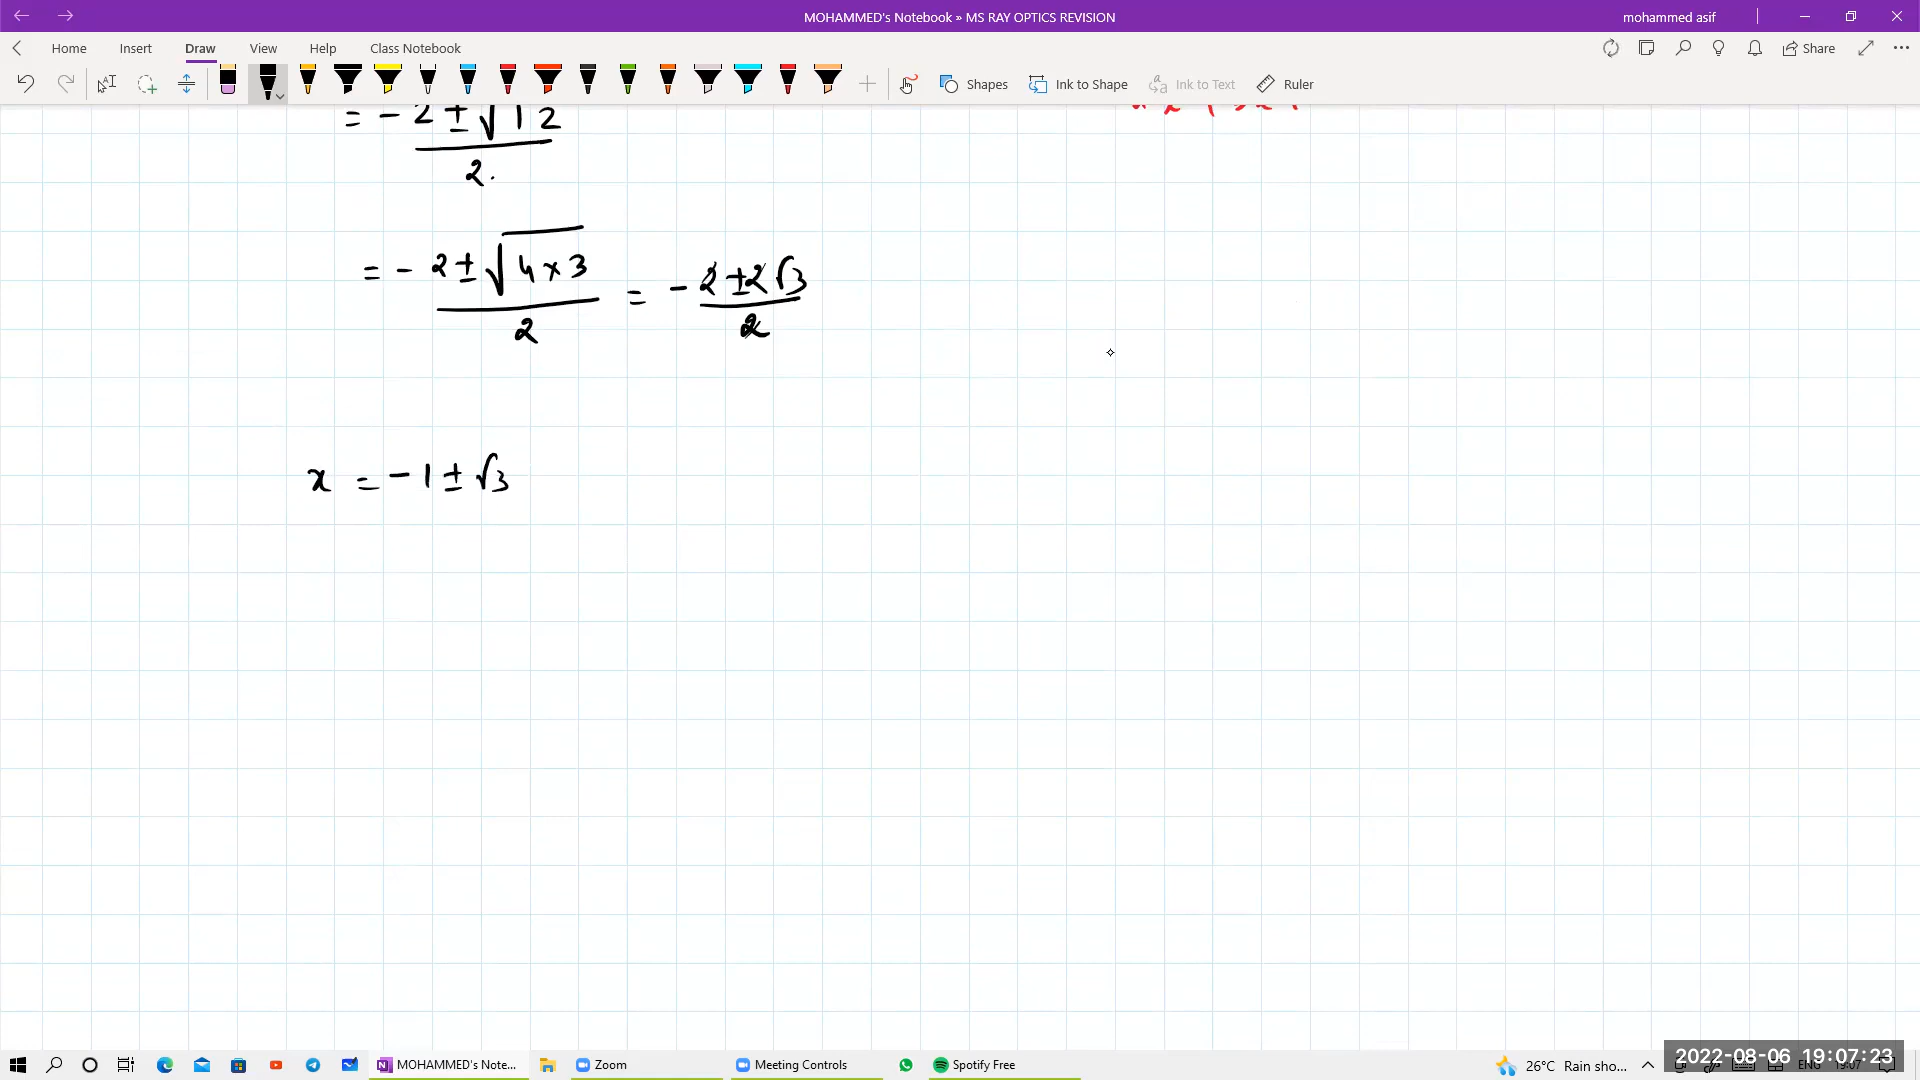 MOHAMMED's Notebook » MS RAY OPTICS REVISION
mohammed asif
Home Insert Draw View Help Class Notebook
Share
Shapes Ink to Shape Ink to Text Ruler
= - 2 ± √12
2.
= - 2 ± √4 x 3 = - 2 ± 2√3
2 2
x = -1 ± √3
MOHAMMED's Note... Zoom Meeting Controls Spotify Free
26°C Rain sho...
2022-08-06 19:07:23